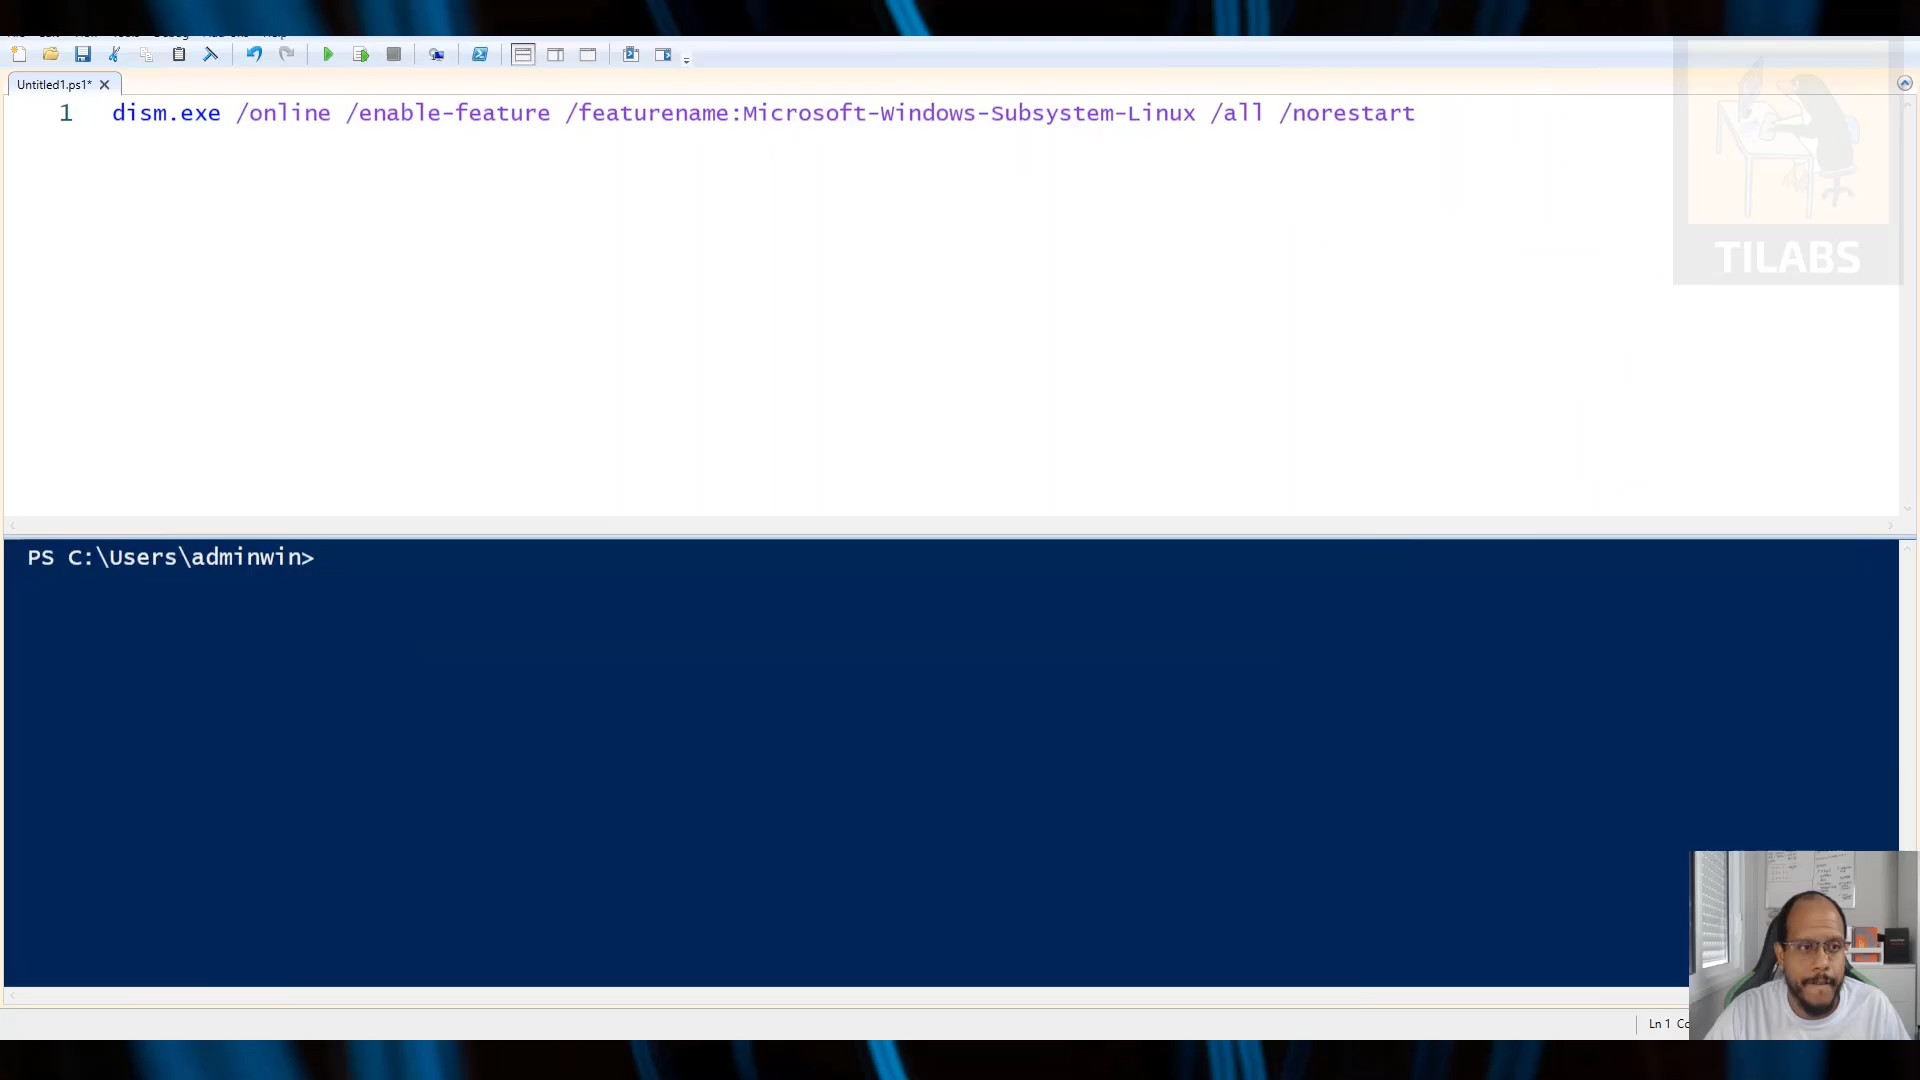 Untitled1.ps1*
1 dism.exe /online /enable-feature /featurename:Microsoft-Windows-Subsystem-Linux /all /norestart
TILABS
PS C:\Users\adminwin>
Ln 1